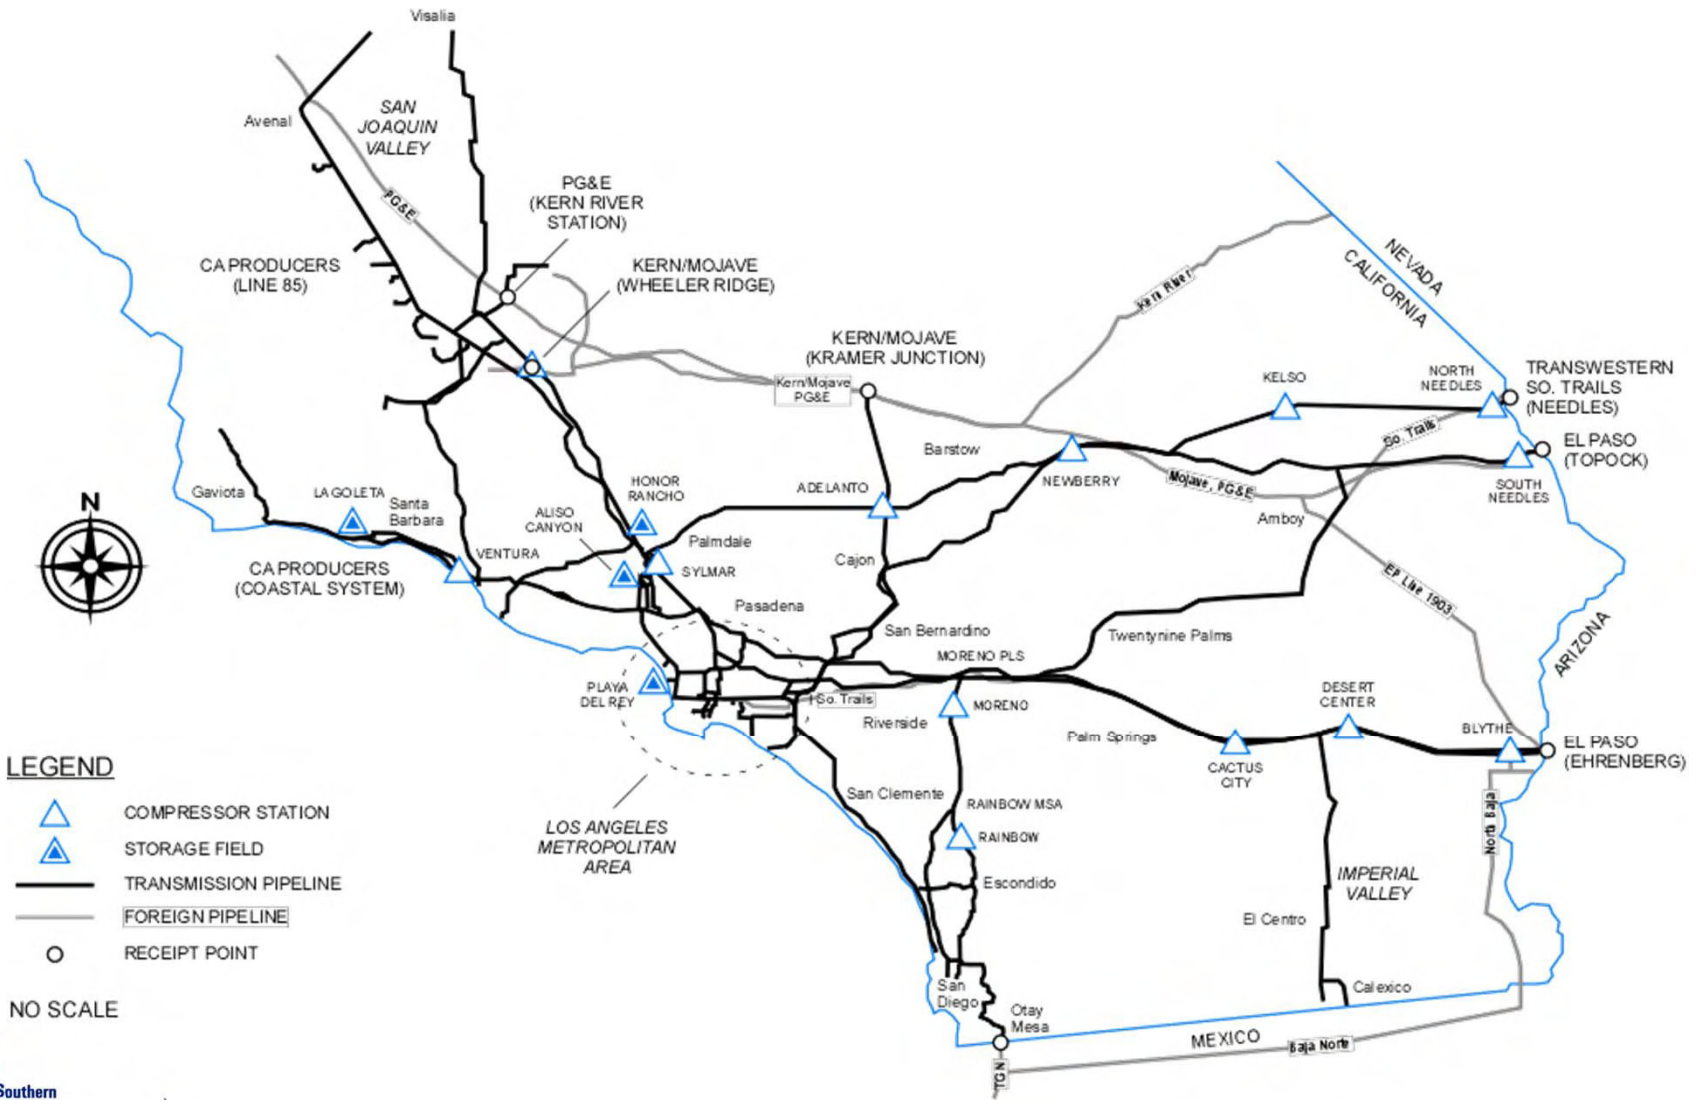 Visalia
SAN
JOAQUIN
VALLEY
Avenal
PG&E
PG&E
(KERN RIVER
STATION)
CA PRODUCERS
(LINE 85)
KERN/MOJAVE
(WHEELER RIDGE)
KERN/MOJAVE
(KRAMER JUNCTION)
Kern/Mojave
PG&E
Kern River
NEVADA
CALIFORNIA
KELSO
NORTH
NEEDLES
TRANSWESTERN
SO. TRAILS
(NEEDLES)
So. Trails
EL PASO
(TOPOCK)
SOUTH
NEEDLES
Barstow
NEWBERRY
Mojave, PG&E
Amboy
ADELANTO
HONOR
RANCHO
ALISO
CANYON
Gaviota
LA GOLETA
Santa
Barbara
N
CA PRODUCERS
(COASTAL SYSTEM)
VENTURA
Palmdale
SYLMAR
Cajon
EP Line 1903
ARIZONA
Pasadena
San Bernardino
Twentynine Palms
MORENO PLS
PLAYA
DEL REY
So. Trails
Riverside
MORENO
Palm Springs
DESERT
CENTER
CACTUS
CITY
BLYTHE
EL PASO
(EHRENBERG)
North Baja
San Clemente
RAINBOW MSA
RAINBOW
LOS ANGELES
METROPOLITAN
AREA
Escondido
IMPERIAL
VALLEY
El Centro
San
Diego
Calexico
Otay
Mesa
MEXICO
Baja Norte
TGN
LEGEND
COMPRESSOR STATION
STORAGE FIELD
TRANSMISSION PIPELINE
FOREIGN PIPELINE
RECEIPT POINT
NO SCALE
Southern